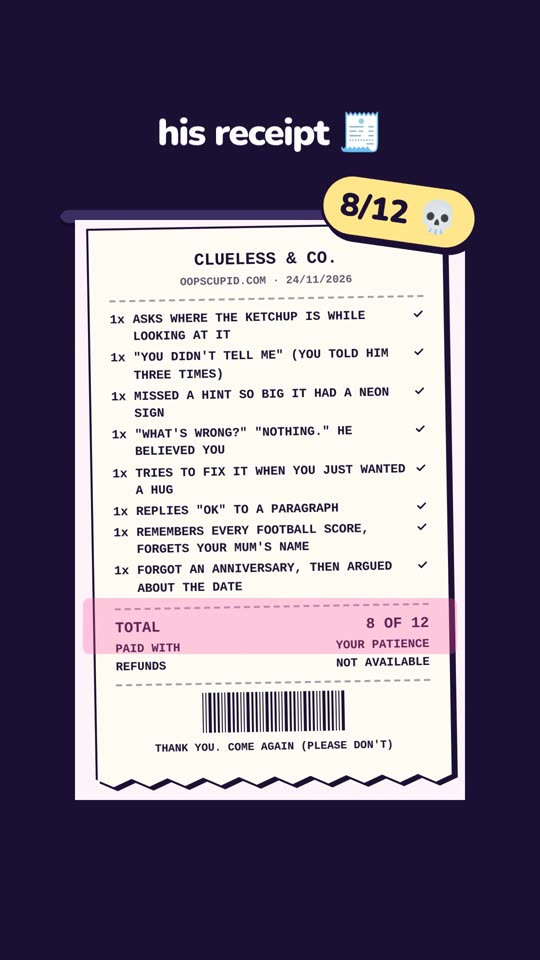 his receipt 🧾
8/12 💀
CLUELESS & CO.
OOPSCUPID.COM · 24/11/2026
1x ASKS WHERE THE KETCHUP IS WHILE ✓
LOOKING AT IT
1x "YOU DIDN'T TELL ME" (YOU TOLD HIM ✓
THREE TIMES)
1x MISSED A HINT SO BIG IT HAD A NEON ✓
SIGN
1x "WHAT'S WRONG?" "NOTHING." HE ✓
BELIEVED YOU
1x TRIES TO FIX IT WHEN YOU JUST WANTED ✓
A HUG
1x REPLIES "OK" TO A PARAGRAPH ✓
1x REMEMBERS EVERY FOOTBALL SCORE, ✓
FORGETS YOUR MUM'S NAME
1x FORGOT AN ANNIVERSARY, THEN ARGUED ✓
ABOUT THE DATE
TOTAL 8 OF 12
PAID WITH YOUR PATIENCE
REFUNDS NOT AVAILABLE
THANK YOU. COME AGAIN (PLEASE DON'T)